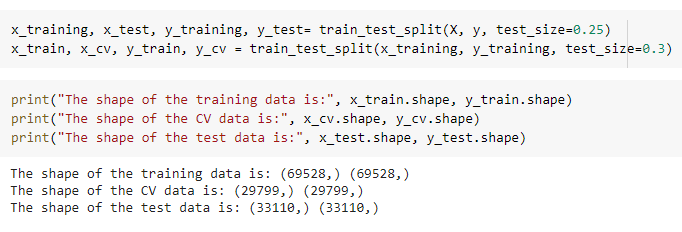 x_training, x_test, y_training, y_test= train_test_split(X, y, test_size=0.25)
x_train, x_cv, y_train, y_cv = train_test_split(x_training, y_training, test_size=0.3)
print("The shape of the training data is:", x_train.shape, y_train.shape)
print("The shape of the CV data is:", x_cv.shape, y_cv.shape)
print("The shape of the test data is:", x_test.shape, y_test.shape)
The shape of the training data is: (69528,) (69528,)
The shape of the CV data is: (29799,) (29799,)
The shape of the test data is: (33110,) (33110,)